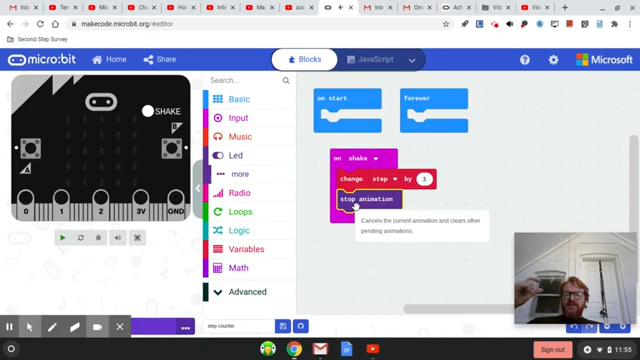 makecode.microbit.org/#editor
Second Step Survey
micro:bit
Home
Share
Blocks
JavaScript
Microsoft
SHAKE
B
A
0 1 2 3V GND
Search...
Basic
Input
Music
Led
more
Radio
Loops
Logic
Variables
Math
Advanced
on start
forever
on shake
change step by 1
stop animation
Cancels the current animation and clears other
pending animations.
step counter
Sign out
11:55